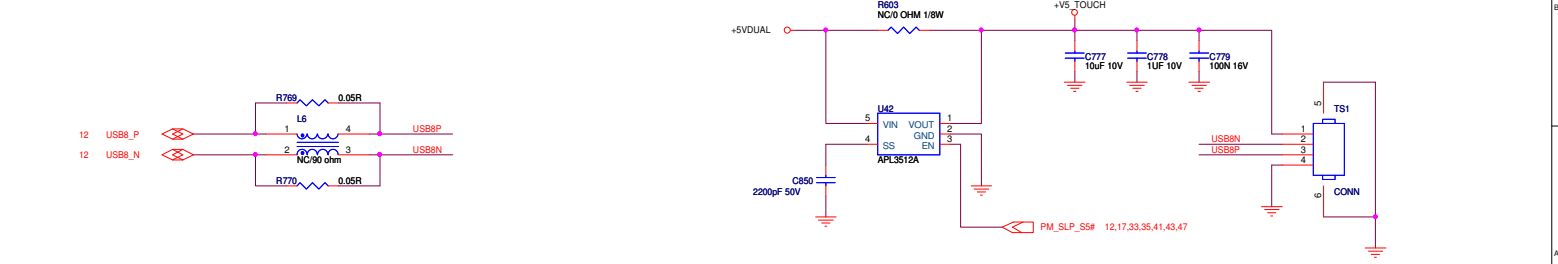 R603
NC/0 OHM 1/8W
+V5_TOUCH
+5VDUAL
C777
10uF 10V
C778
1UF 10V
C779
100N 16V
R769 0.05R
L6
12 USB8_P 1 4 USB8P
12 USB8_N 2 3 USB8N
NC/90 ohm
R770 0.05R
U42
5 VIN VOUT 1
GND 2
4 SS EN 3
APL3512A
C850
2200pF 50V
PM_SLP_S5# 12,17,33,35,41,43,47
5
TS1
1
USB8N 2
USB8P 3
4
6
CONN